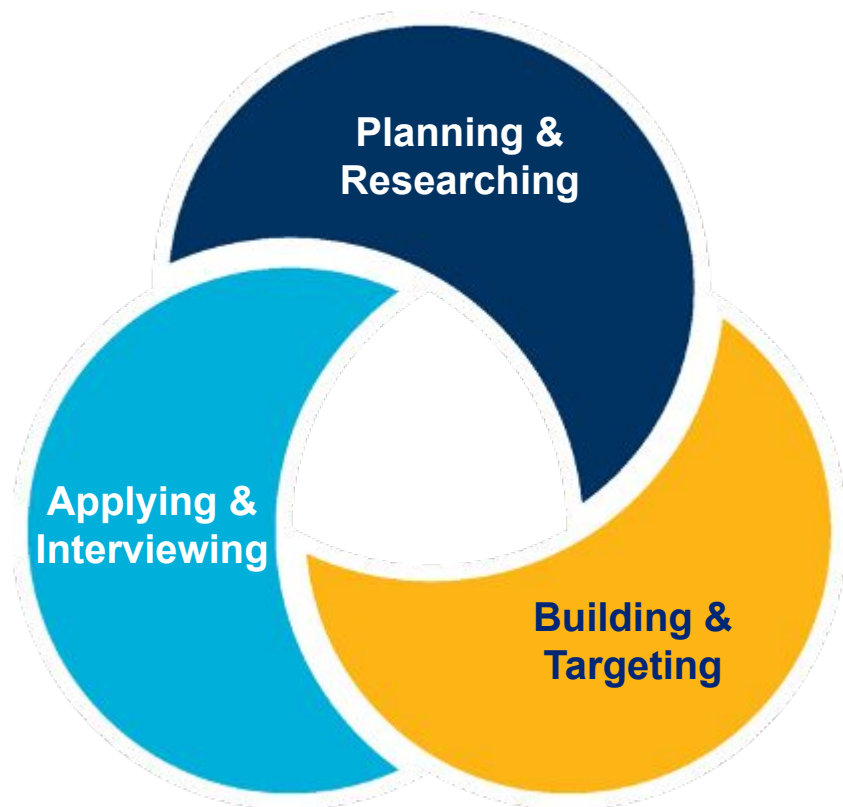 Planning &
Researching
Applying &
Interviewing
Building &
Targeting